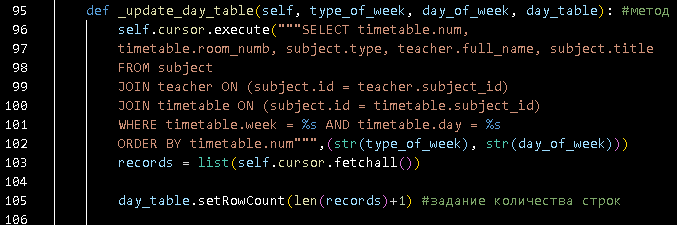 95 def _update_day_table(self, type_of_week, day_of_week, day_table): #метод
96 self.cursor.execute("""SELECT timetable.num,
97 timetable.room_numb, subject.type, teacher.full_name, subject.title
98 FROM subject
99 JOIN teacher ON (subject.id = teacher.subject_id)
100 JOIN timetable ON (subject.id = timetable.subject_id)
101 WHERE timetable.week = %s AND timetable.day = %s
102 ORDER BY timetable.num""",(str(type_of_week), str(day_of_week)))
103 records = list(self.cursor.fetchall())
104
105 day_table.setRowCount(len(records)+1) #задание количества строк
106